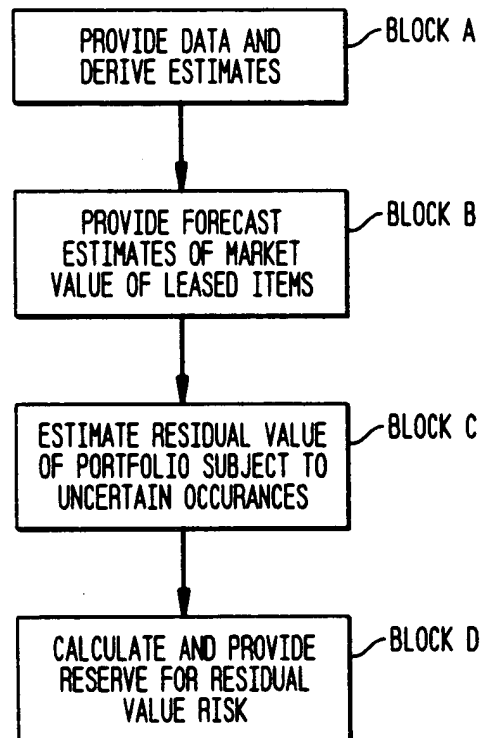 PROVIDE DATA AND
DERIVE ESTIMATES
BLOCK A
PROVIDE FORECAST
ESTIMATES OF MARKET
VALUE OF LEASED ITEMS
BLOCK B
ESTIMATE RESIDUAL VALUE
OF PORTFOLIO SUBJECT TO
UNCERTAIN OCCURANCES
BLOCK C
CALCULATE AND PROVIDE
RESERVE FOR RESIDUAL
VALUE RISK
BLOCK D